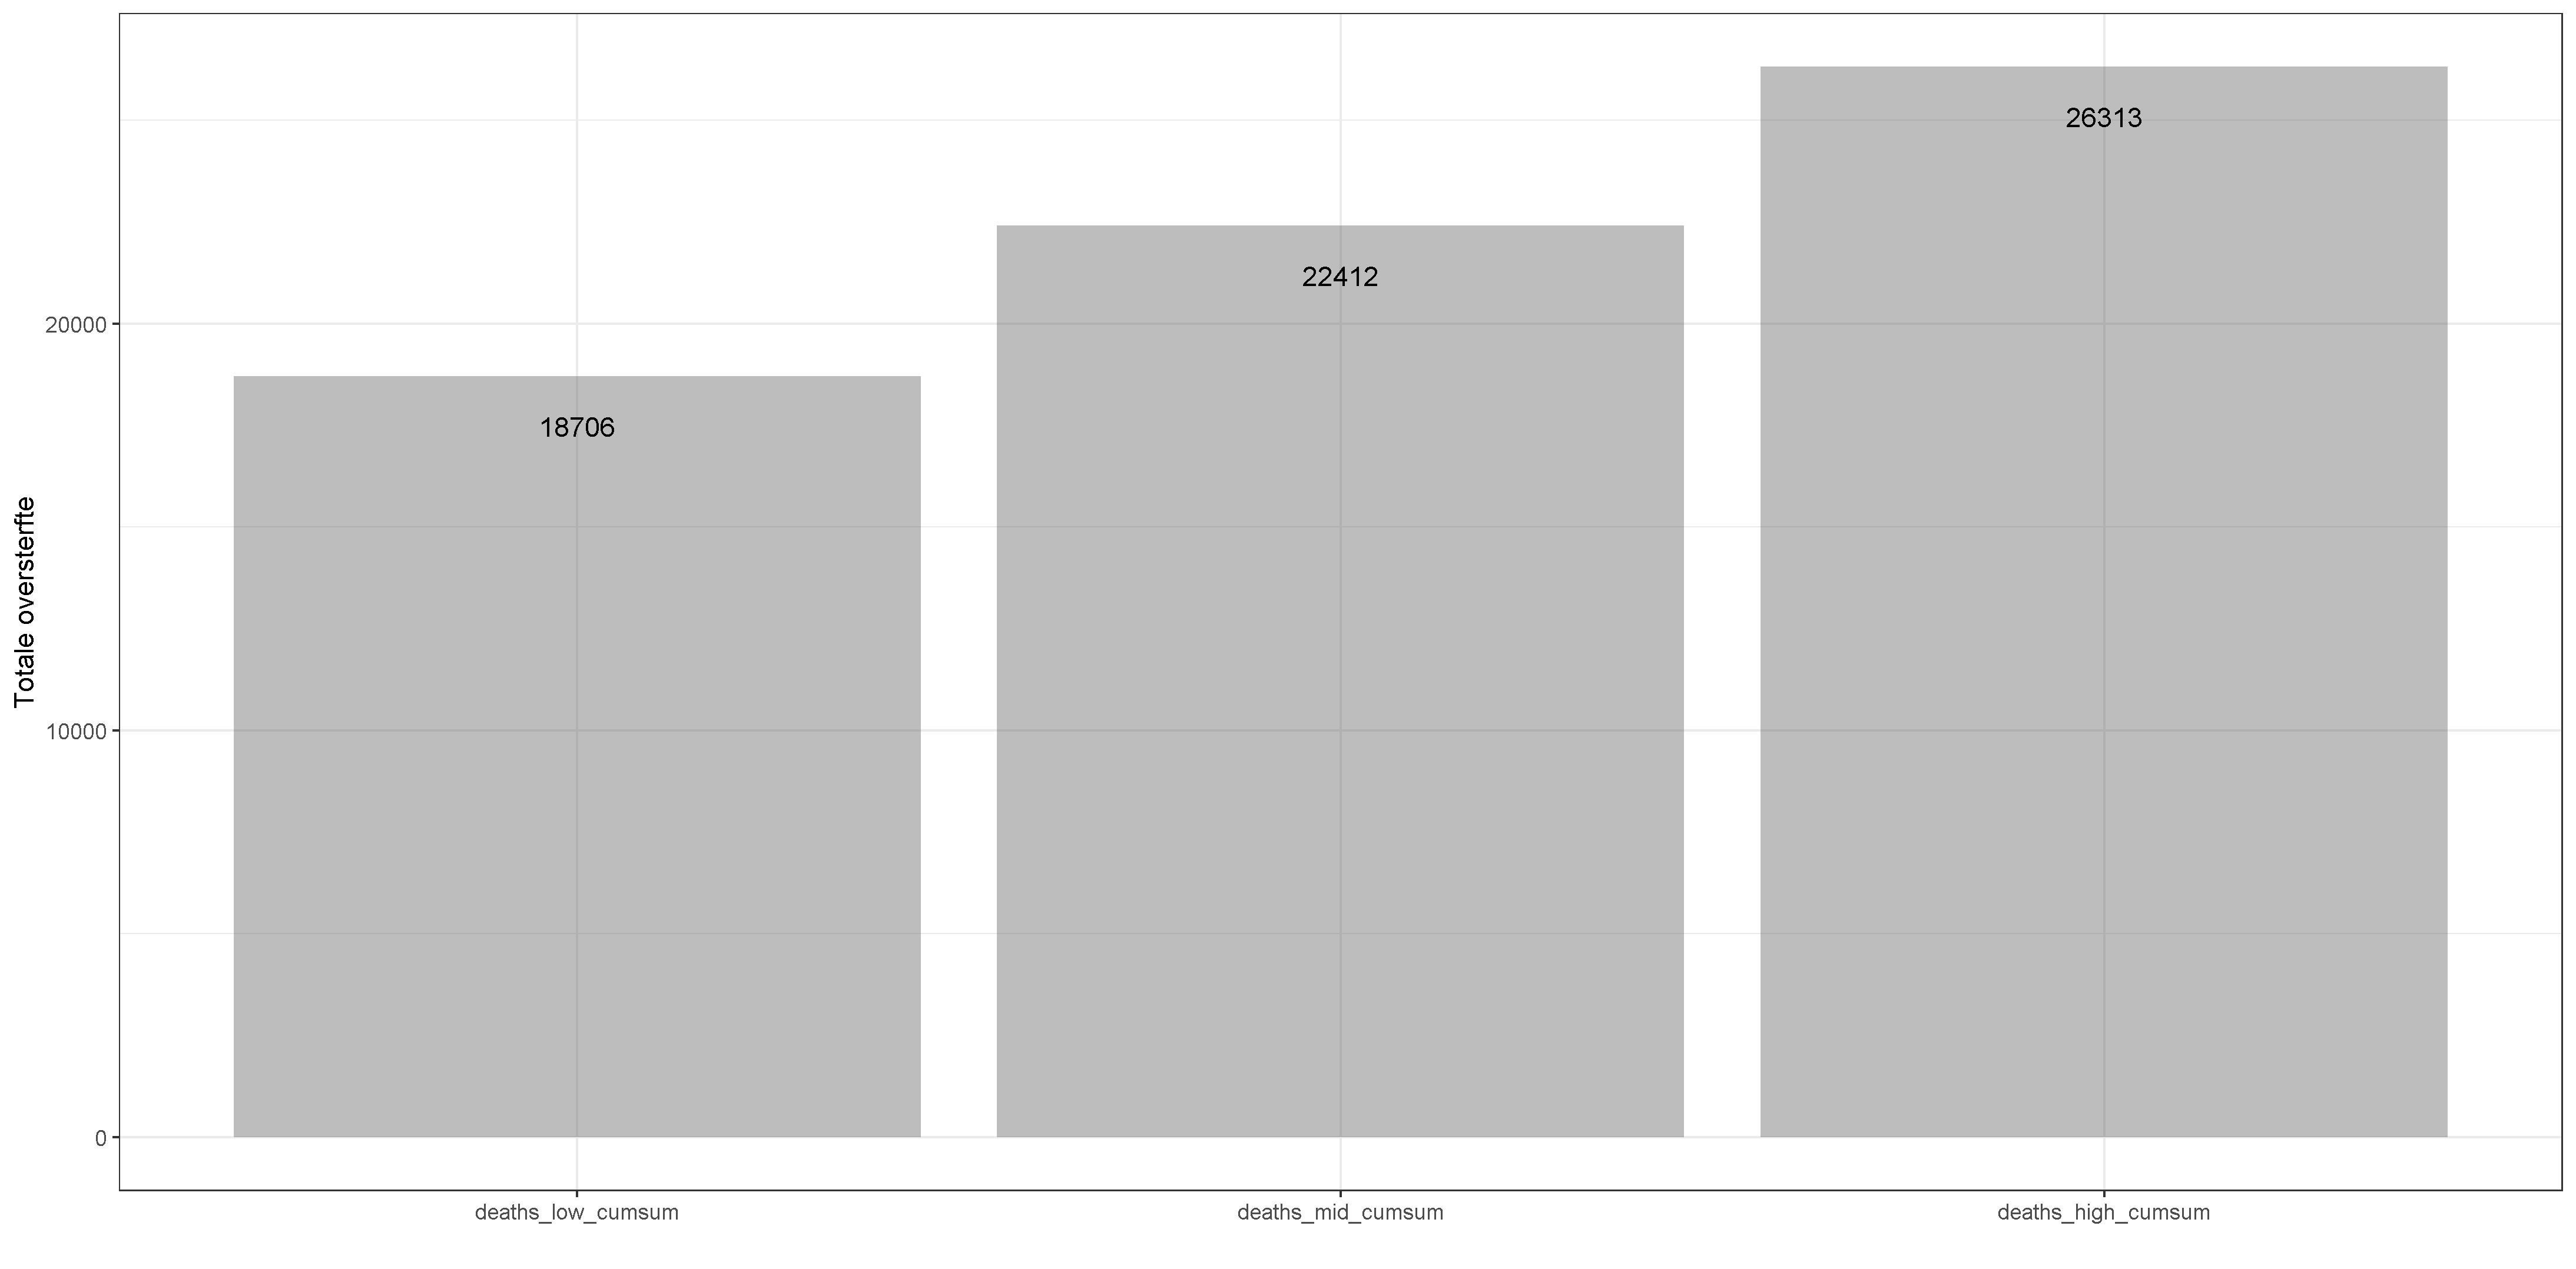 Totale oversterfte
20000
10000
0
18706
22412
26313
deaths_low_cumsum
deaths_mid_cumsum
deaths_high_cumsum